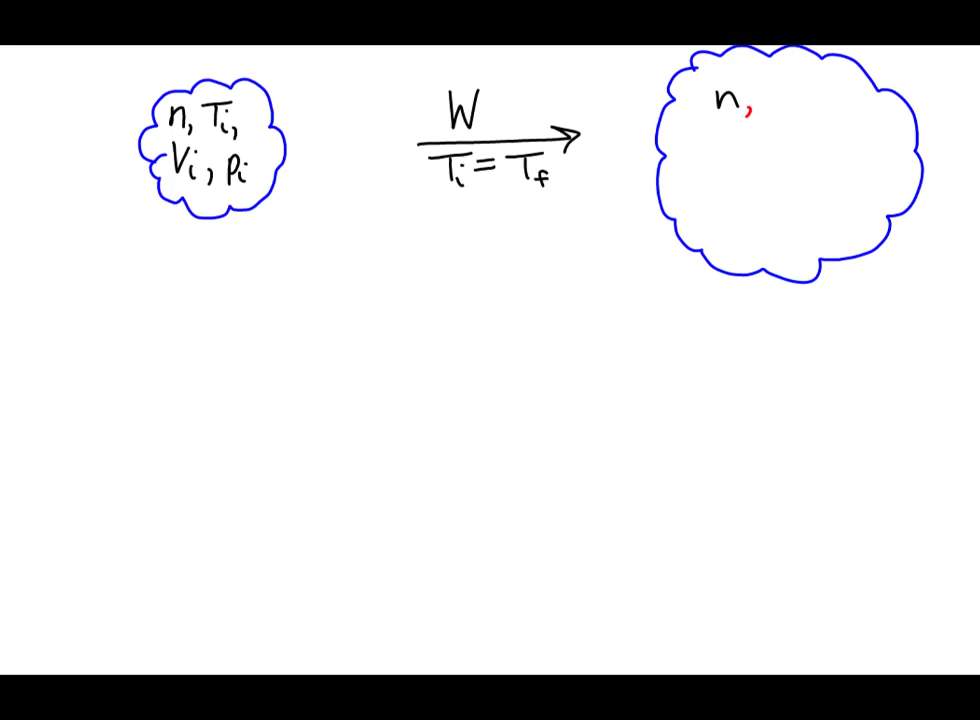 n, Ti,
Vi, pi
W
Ti = Tf
n,